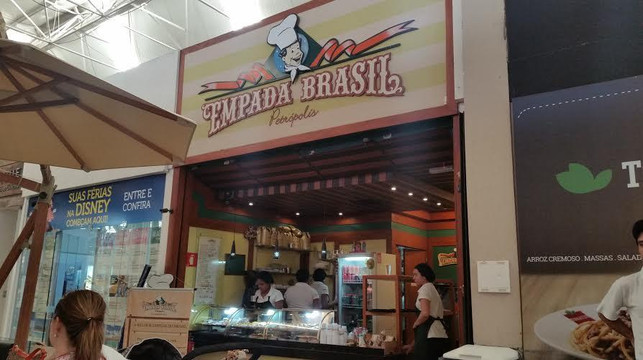 EMPADA BRASIL
Petrópolis
SUAS FÉRIAS
NA DISNEY
COMEÇAM AQUI!
ENTRE E
CONFIRA
T
ARROZ CREMOSO . MASSAS . SALAD